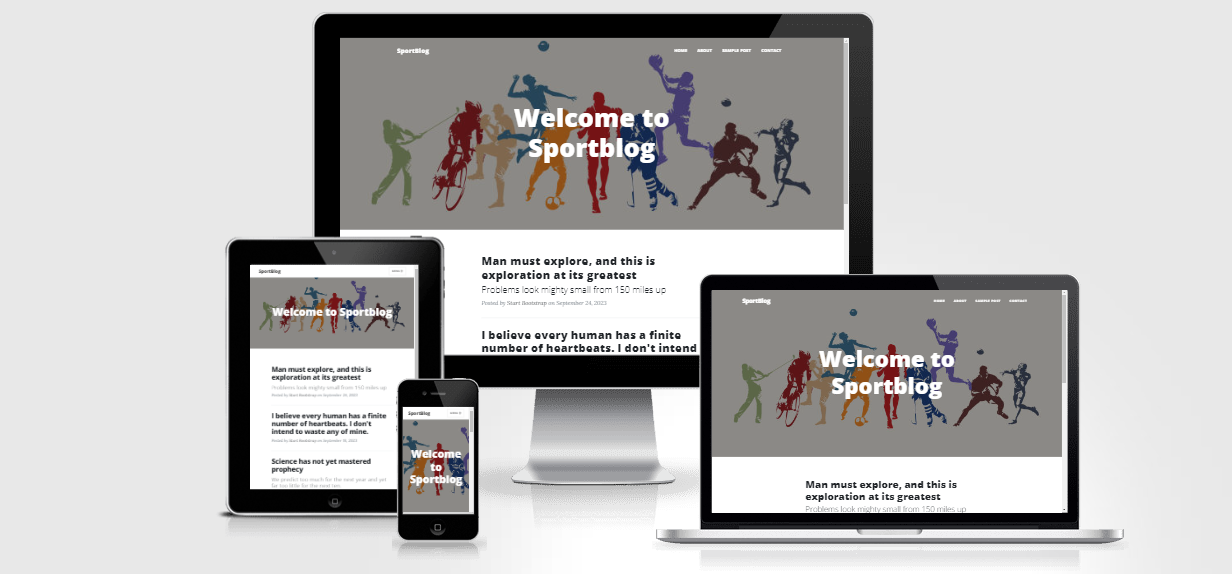 SportBlog
HOME ABOUT SAMPLE POST CONTACT
Welcome to
Sportblog
Man must explore, and this is
exploration at its greatest
Problems look mighty small from 150 miles up
Posted by Start Bootstrap on September 24, 2023
I believe every human has a finite
number of heartbeats. I don't intend
SportBlog
Welcome to Sportblog
Man must explore, and this is
exploration at its greatest
Problems look mighty small from 150 miles up
Posted by Start Bootstrap on September 24, 2023
I believe every human has a finite
number of heartbeats. I don't
intend to waste any of mine.
Posted by Start Bootstrap on September 18, 2023
Science has not yet mastered
prophecy
We predict too much for the next year and yet
far too little for the next ten.
SportBlog
Welcome
to
Sportblog
SportBlog
HOME ABOUT SAMPLE POST CONTACT
Welcome to
Sportblog
Man must explore, and this is
exploration at its greatest
Problems look mighty small from 150 miles up